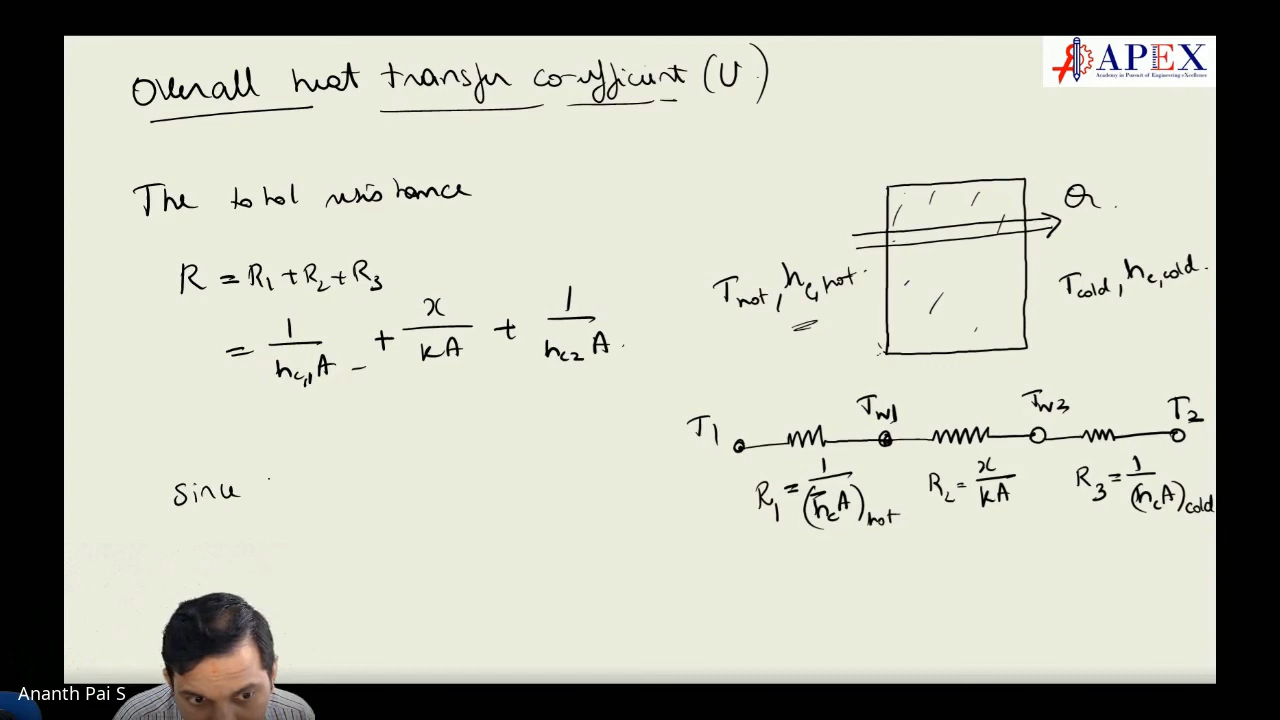 Overall heat transfer coefficient (U)
APEX
Academy in Pursuit of Engineering eXcellence
The total resistance
Q
R = R1 + R2 + R3
Thot, hc,hot
Tcold, hc,cold.
= 1/(hc,1 A) + x/(kA) + 1/(hc2 A)
T1 Tw1 Tw3 T2
R1 = 1/(h̄c A)hot R2 = x/(kA) R3 = 1/(h̄c A)cold
since
Ananth Pai S